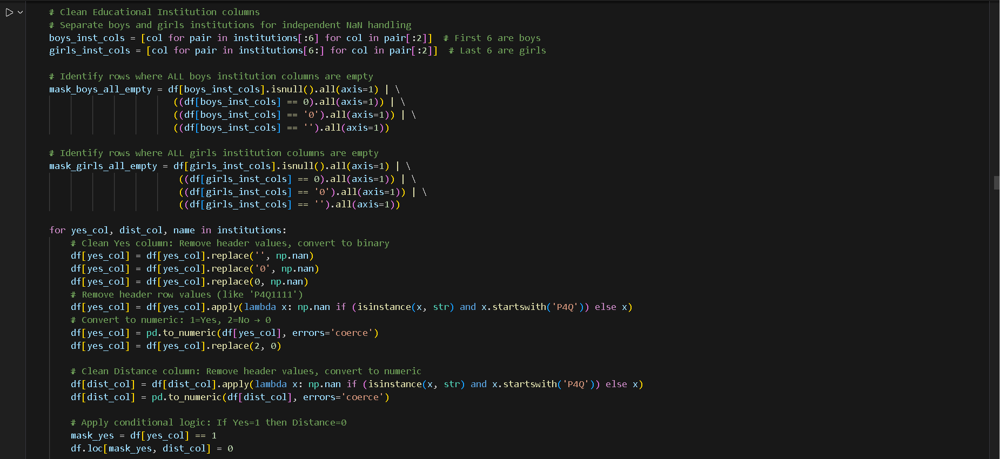 # Clean Educational Institution columns
# Separate boys and girls institutions for independent NaN handling
boys_inst_cols = [col for pair in institutions[:6] for col in pair[:2]]  # First 6 are boys
girls_inst_cols = [col for pair in institutions[6:] for col in pair[:2]]  # Last 6 are girls
# Identify rows where ALL boys institution columns are empty
mask_boys_all_empty = df[boys_inst_cols].isnull().all(axis=1) | \
((df[boys_inst_cols] == 0).all(axis=1)) | \
((df[boys_inst_cols] == '0').all(axis=1)) | \
((df[boys_inst_cols] == '').all(axis=1))
# Identify rows where ALL girls institution columns are empty
mask_girls_all_empty = df[girls_inst_cols].isnull().all(axis=1) | \
((df[girls_inst_cols] == 0).all(axis=1)) | \
((df[girls_inst_cols] == '0').all(axis=1)) | \
((df[girls_inst_cols] == '').all(axis=1))
for yes_col, dist_col, name in institutions:
# Clean Yes column: Remove header values, convert to binary
df[yes_col] = df[yes_col].replace('', np.nan)
df[yes_col] = df[yes_col].replace('0', np.nan)
df[yes_col] = df[yes_col].replace(0, np.nan)
# Remove header row values (like 'P4Q1111')
df[yes_col] = df[yes_col].apply(lambda x: np.nan if (isinstance(x, str) and x.startswith('P4Q')) else x)
# Convert to numeric: 1=Yes, 2=No → 0
df[yes_col] = pd.to_numeric(df[yes_col], errors='coerce')
df[yes_col] = df[yes_col].replace(2, 0)
# Clean Distance column: Remove header values, convert to numeric
df[dist_col] = df[dist_col].apply(lambda x: np.nan if (isinstance(x, str) and x.startswith('P4Q')) else x)
df[dist_col] = pd.to_numeric(df[dist_col], errors='coerce')
# Apply conditional logic: If Yes=1 then Distance=0
mask_yes = df[yes_col] == 1
df.loc[mask_yes, dist_col] = 0